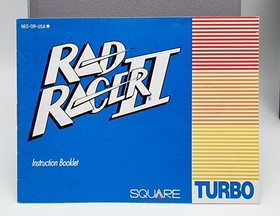 NES-QR-USA
RAD
RACER II
Instruction Booklet
SQUARE
TURBO